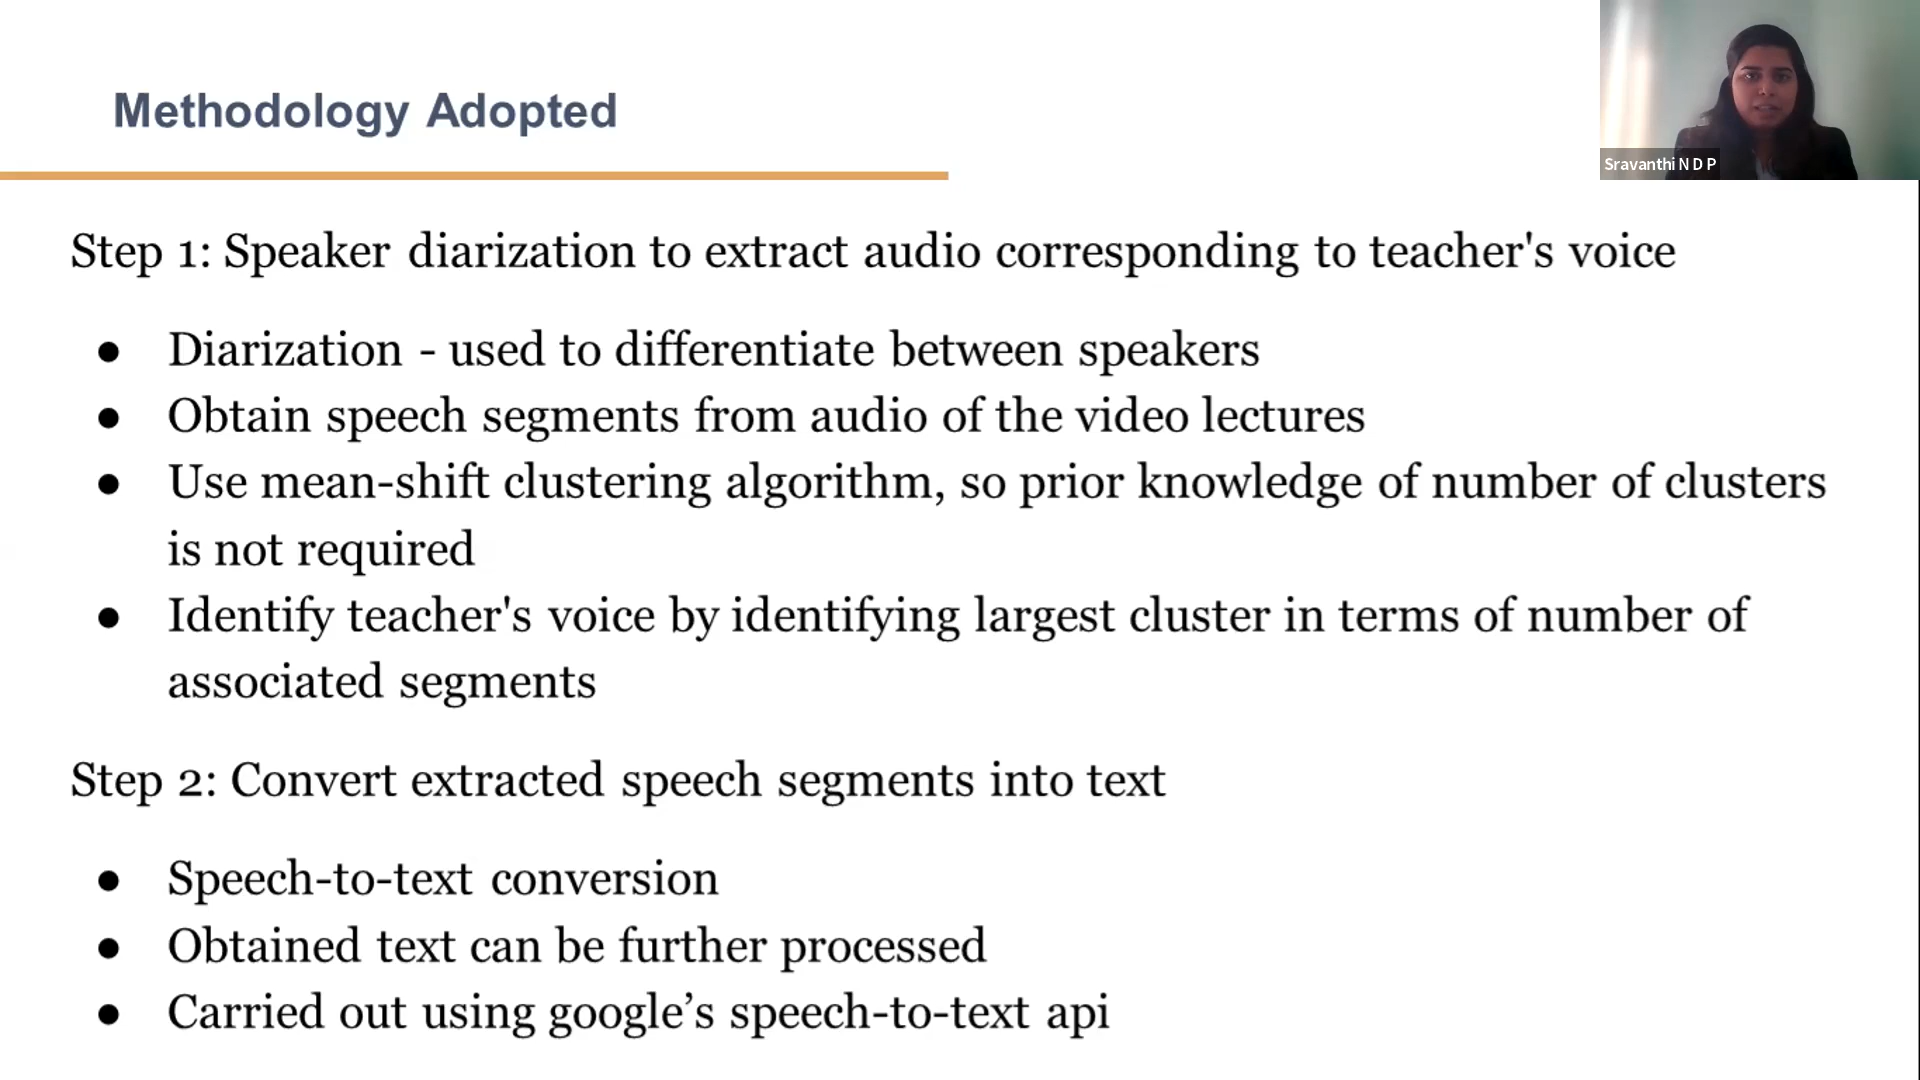 Methodology Adopted
Sravanthi N D P
Step 1: Speaker diarization to extract audio corresponding to teacher's voice
● Diarization - used to differentiate between speakers
● Obtain speech segments from audio of the video lectures
● Use mean-shift clustering algorithm, so prior knowledge of number of clusters
is not required
● Identify teacher's voice by identifying largest cluster in terms of number of
associated segments
Step 2: Convert extracted speech segments into text
● Speech-to-text conversion
● Obtained text can be further processed
● Carried out using google’s speech-to-text api